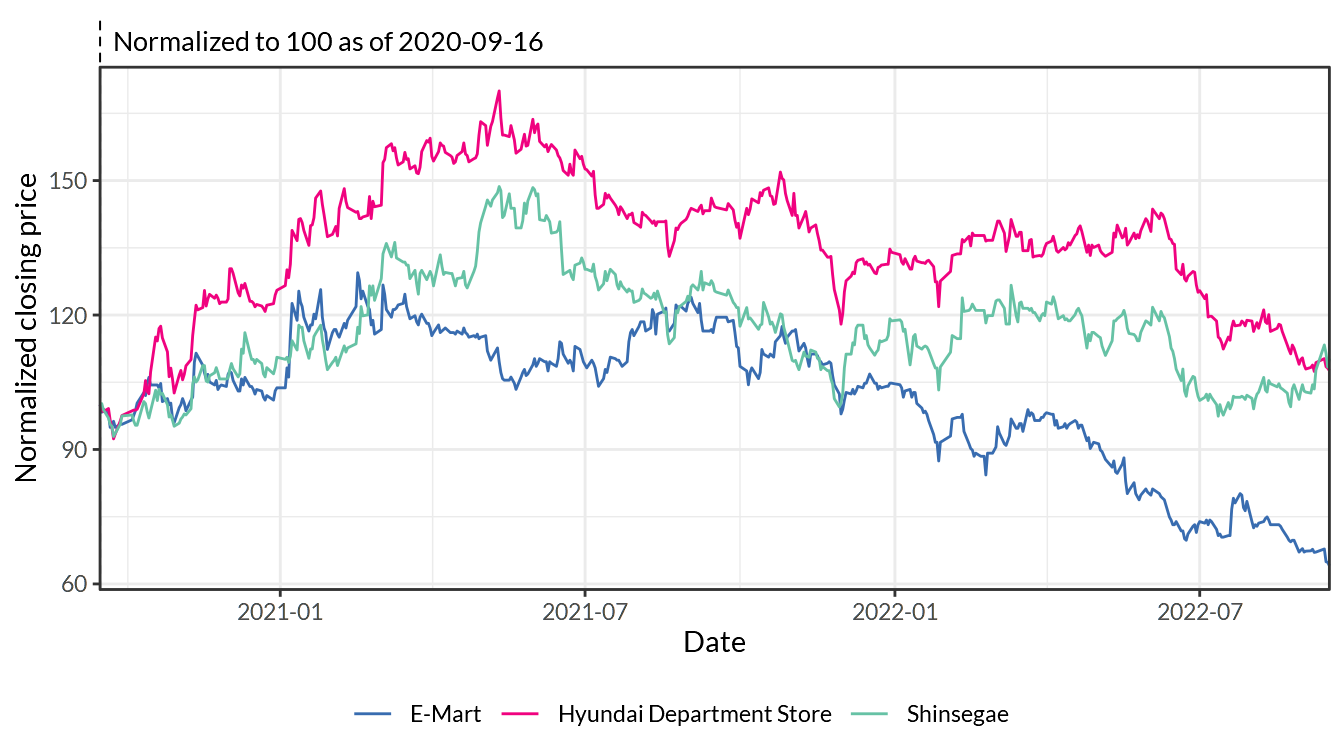 Normalized to 100 as of 2020-09-16
Normalized closing price
150
120
90
60
2021-01
2021-07
2022-01
2022-07
Date
E-Mart
Hyundai Department Store
Shinsegae